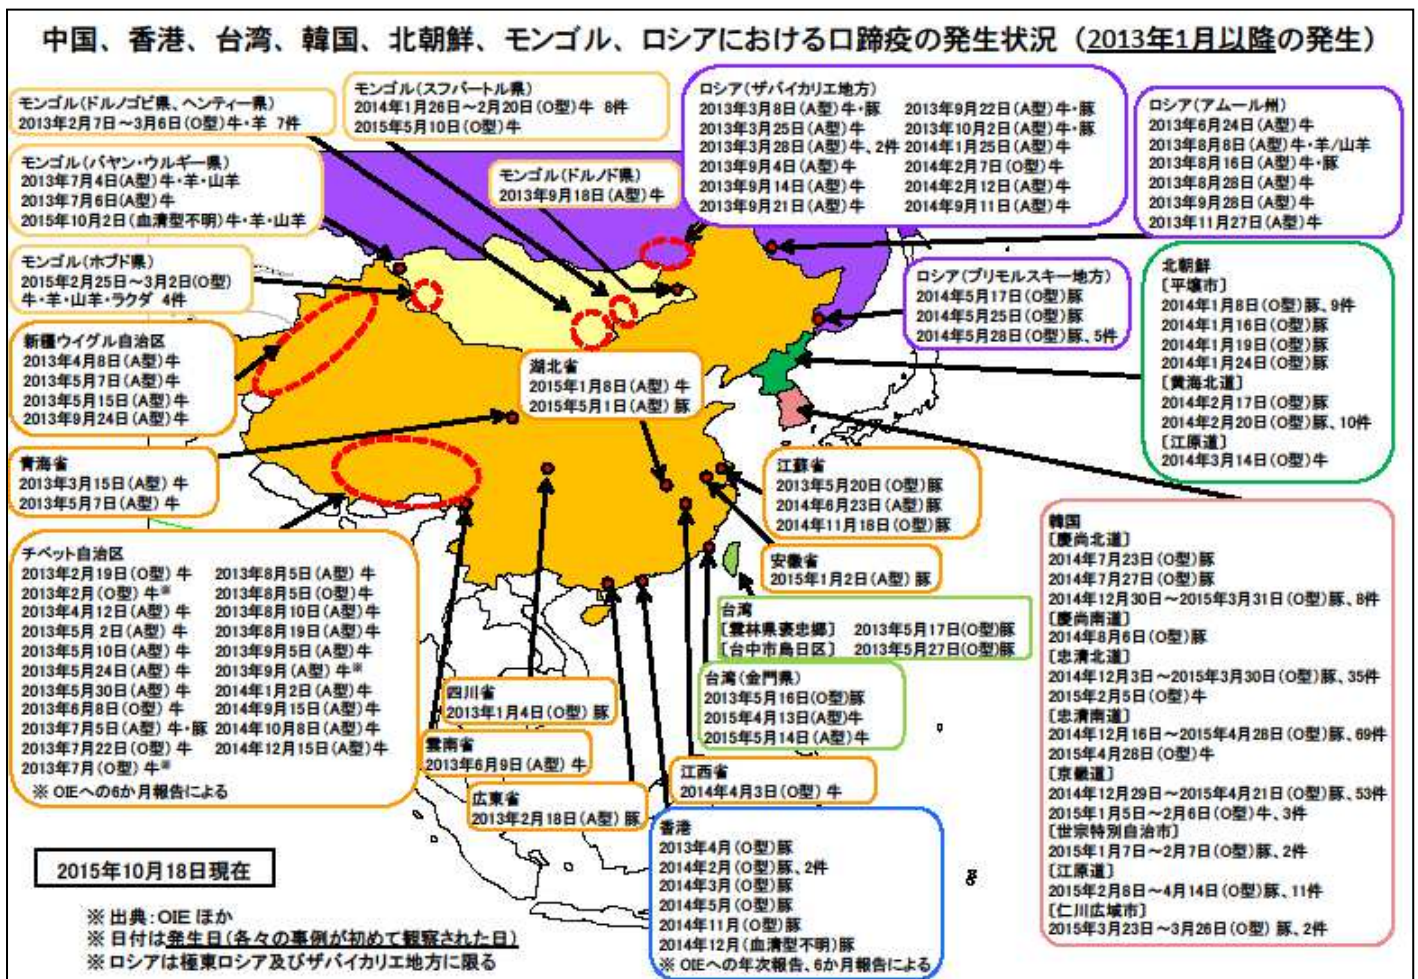 中国、香港、台湾、韓国、北朝鮮、モンゴル、ロシアにおける口蹄疫の発生状況（2013年1月以降の発生）
モンゴル（ドルノゴビ県、ヘンティー県）
2013年2月7日～3月6日（O型）牛・羊 7件
モンゴル（スフバートル県）
2014年1月26日～2月20日（O型）牛 8件
2015年5月10日（O型）牛
モンゴル（バヤン・ウルギー県）
2013年7月4日（A型）牛・羊・山羊
2013年7月6日（A型）牛
2015年10月2日（血清型不明）牛・羊・山羊
モンゴル（ドルノド県）
2013年9月18日（A型）牛
モンゴル（ホブド県）
2015年2月25日～3月2日（O型）
牛・羊・山羊・ラクダ 4件
ロシア（ザバイカリエ地方）
2013年3月8日（A型）牛・豚 2013年9月22日（A型）牛・豚
2013年3月25日（A型）牛 2013年10月2日（A型）牛・豚
2013年3月28日（A型）牛、2件 2014年1月25日（A型）牛
2013年9月4日（A型）牛 2014年2月7日（O型）牛
2013年9月14日（A型）牛 2014年2月12日（A型）牛
2013年9月21日（A型）牛 2014年9月11日（A型）牛
ロシア（アムール州）
2013年6月24日（A型）牛
2013年8月8日（A型）牛・羊/山羊
2013年8月16日（A型）牛・豚
2013年8月28日（A型）牛
2013年9月28日（A型）牛
2013年11月27日（A型）牛
ロシア（プリモルスキー地方）
2014年5月17日（O型）豚
2014年5月25日（O型）豚
2014年5月28日（O型）豚、5件
北朝鮮
［平壌市］
2014年1月8日（O型）豚、9件
2014年1月16日（O型）豚
2014年1月19日（O型）豚
2014年1月24日（O型）豚
［黄海北道］
2014年2月17日（O型）豚
2014年2月20日（O型）豚、10件
［江原道］
2014年3月14日（O型）牛
新疆ウイグル自治区
2013年4月8日（A型）牛
2013年5月7日（A型）牛
2013年5月15日（A型）牛
2013年9月24日（A型）牛
湖北省
2015年1月8日（A型）牛
2015年5月1日（A型）豚
青海省
2013年3月15日（A型）牛
2013年5月7日（A型）牛
江蘇省
2013年5月20日（O型）豚
2014年6月23日（A型）豚
2014年11月18日（O型）豚
安徽省
2015年1月2日（A型）豚
チベット自治区
2013年2月19日（O型）牛 2013年8月5日（A型）牛
2013年2月（O型）牛※ 2013年8月5日（O型）牛
2013年4月12日（A型）牛 2013年8月10日（A型）牛
2013年5月2日（A型）牛 2013年8月19日（A型）牛
2013年5月10日（A型）牛 2013年9月5日（A型）牛
2013年5月24日（A型）牛 2013年9月（A型）牛※
2013年5月30日（A型）牛 2014年1月2日（A型）牛
2013年6月8日（O型）牛 2014年9月15日（A型）牛
2013年7月5日（A型）牛・豚 2014年10月8日（A型）牛
2013年7月22日（O型）牛 2014年12月15日（A型）牛
2013年7月（O型）牛※
※ OIEへの6か月報告による
台湾
［雲林県褒忠郷］ 2013年5月17日（O型）豚
［台中市烏日区］ 2013年5月27日（O型）豚
台湾（金門県）
2013年5月16日（O型）豚
2015年4月13日（A型）牛
2015年5月14日（A型）牛
四川省
2013年1月4日（O型）豚
雲南省
2013年6月9日（A型）牛
広東省
2013年2月18日（A型）豚
江西省
2014年4月3日（O型）牛
香港
2013年4月（O型）豚
2014年2月（O型）豚、2件
2014年3月（O型）豚
2014年5月（O型）豚
2014年11月（O型）豚
2014年12月（血清型不明）豚
※ OIEへの年次報告、6か月報告による
韓国
［慶尚北道］
2014年7月23日（O型）豚
2014年7月27日（O型）豚
2014年12月30日～2015年3月31日（O型）豚、8件
［慶尚南道］
2014年8月6日（O型）豚
［忠清北道］
2014年12月3日～2015年3月30日（O型）豚、35件
2015年2月5日（O型）牛
［忠清南道］
2014年12月16日～2015年4月28日（O型）豚、69件
2015年4月28日（O型）牛
［京畿道］
2014年12月29日～2015年4月21日（O型）豚、53件
2015年1月5日～2月6日（O型）牛、3件
［世宗特別自治市］
2015年1月7日～2月7日（O型）豚、2件
［江原道］
2015年2月8日～4月14日（O型）豚、11件
［仁川広域市］
2015年3月23日～3月26日（O型）豚、2件
2015年10月18日現在
※ 出典：OIE ほか
※ 日付は発生日（各々の事例が初めて観察された日）
※ ロシアは極東ロシア及びザバイカリエ地方に限る